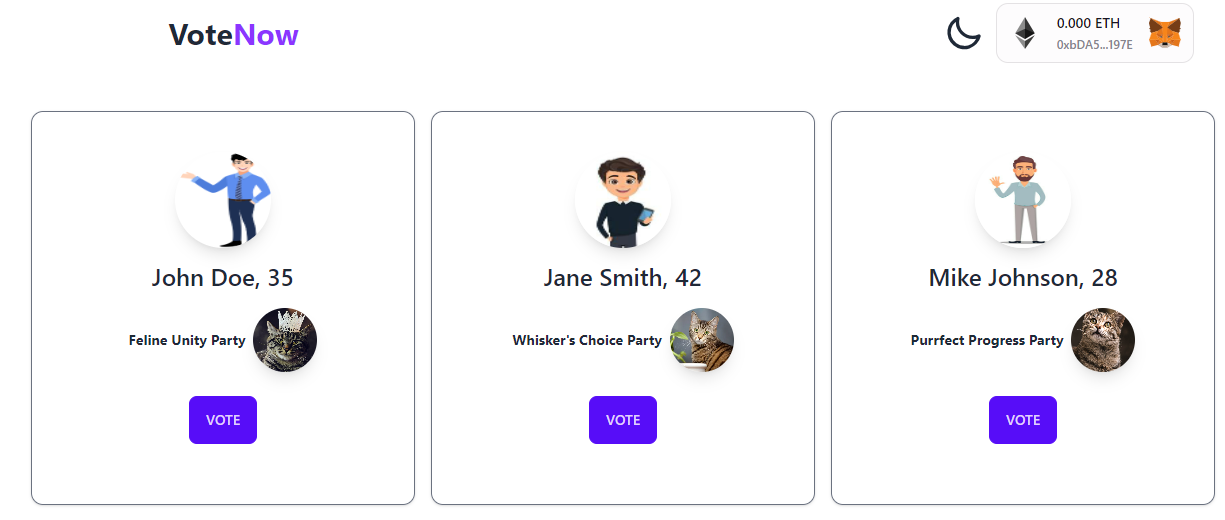 VoteNow
0.000 ETH
0xbDA5...197E
John Doe, 35
Feline Unity Party
VOTE
Jane Smith, 42
Whisker's Choice Party
VOTE
Mike Johnson, 28
Purrfect Progress Party
VOTE